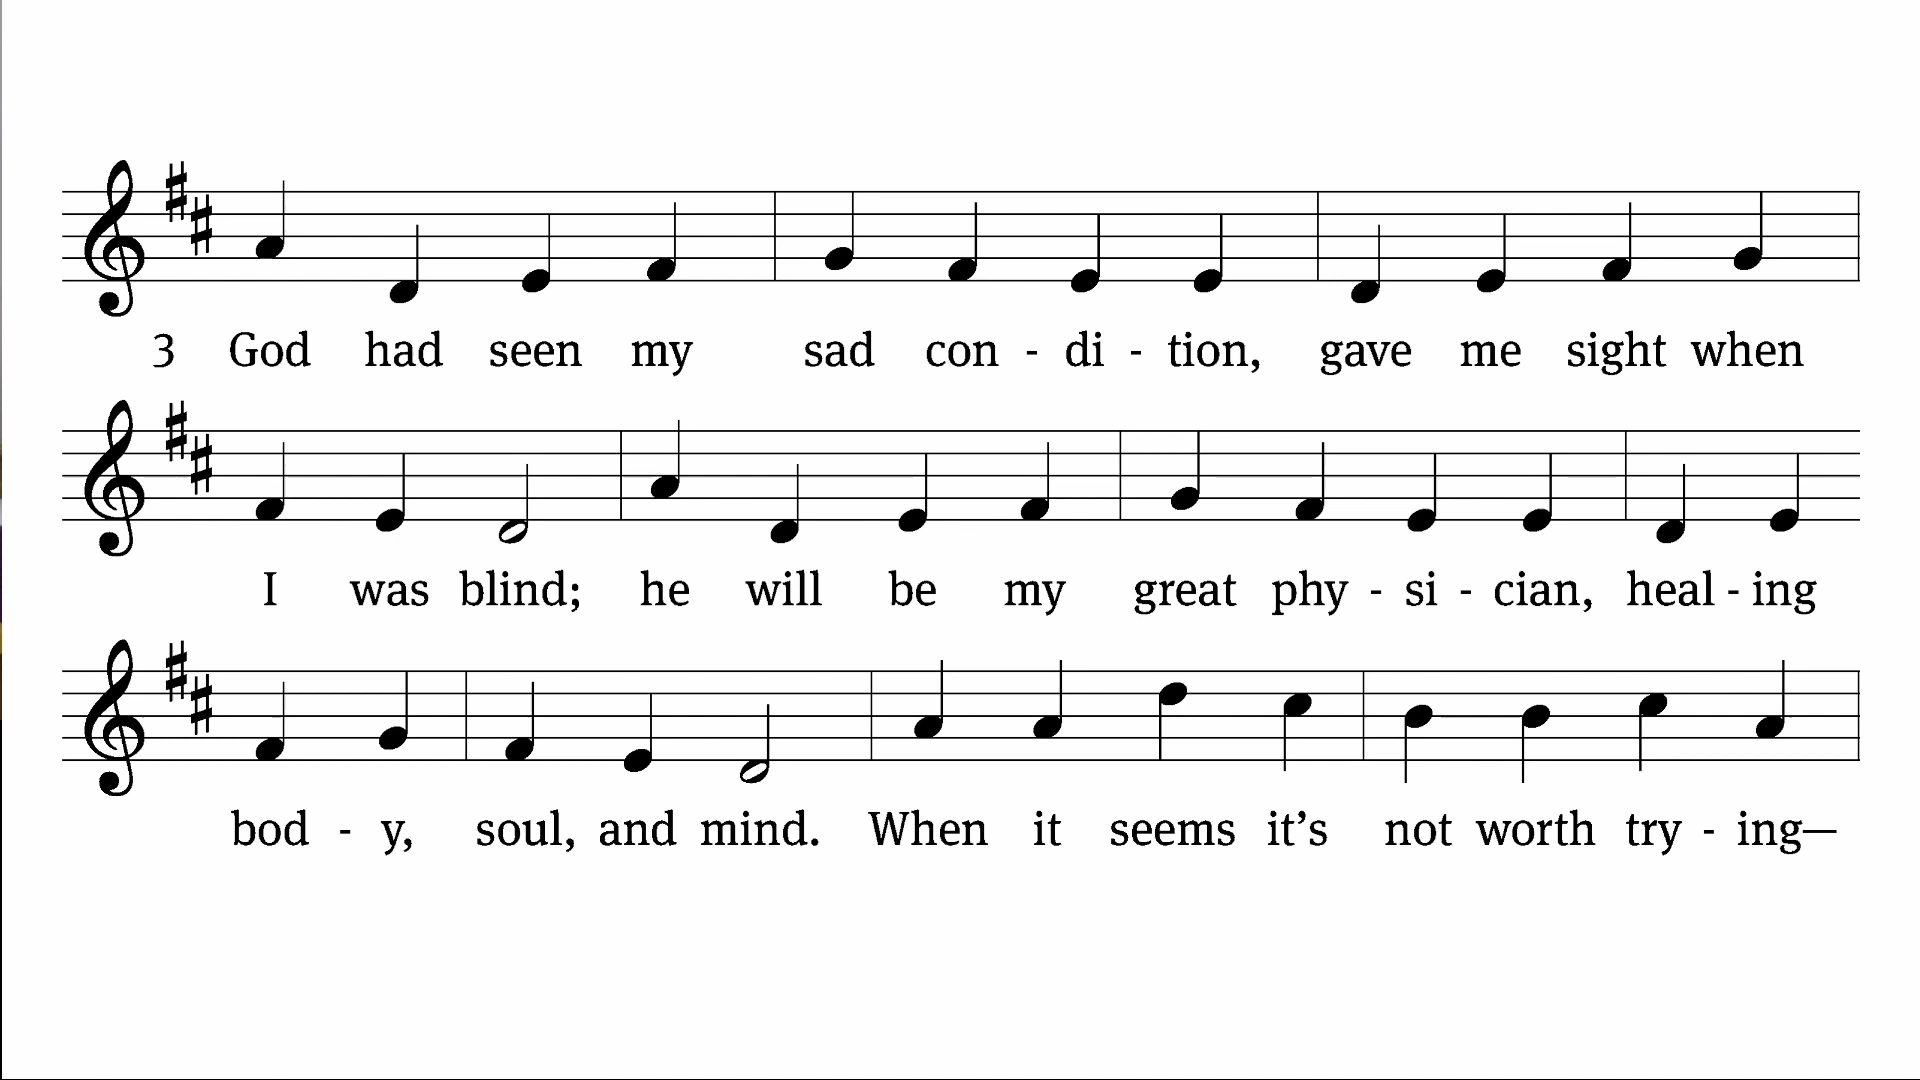 3 God had seen my sad con - di - tion, gave me sight when
I was blind; he will be my great phy - si - cian, heal - ing
bod - y, soul, and mind. When it seems it’s not worth try - ing—